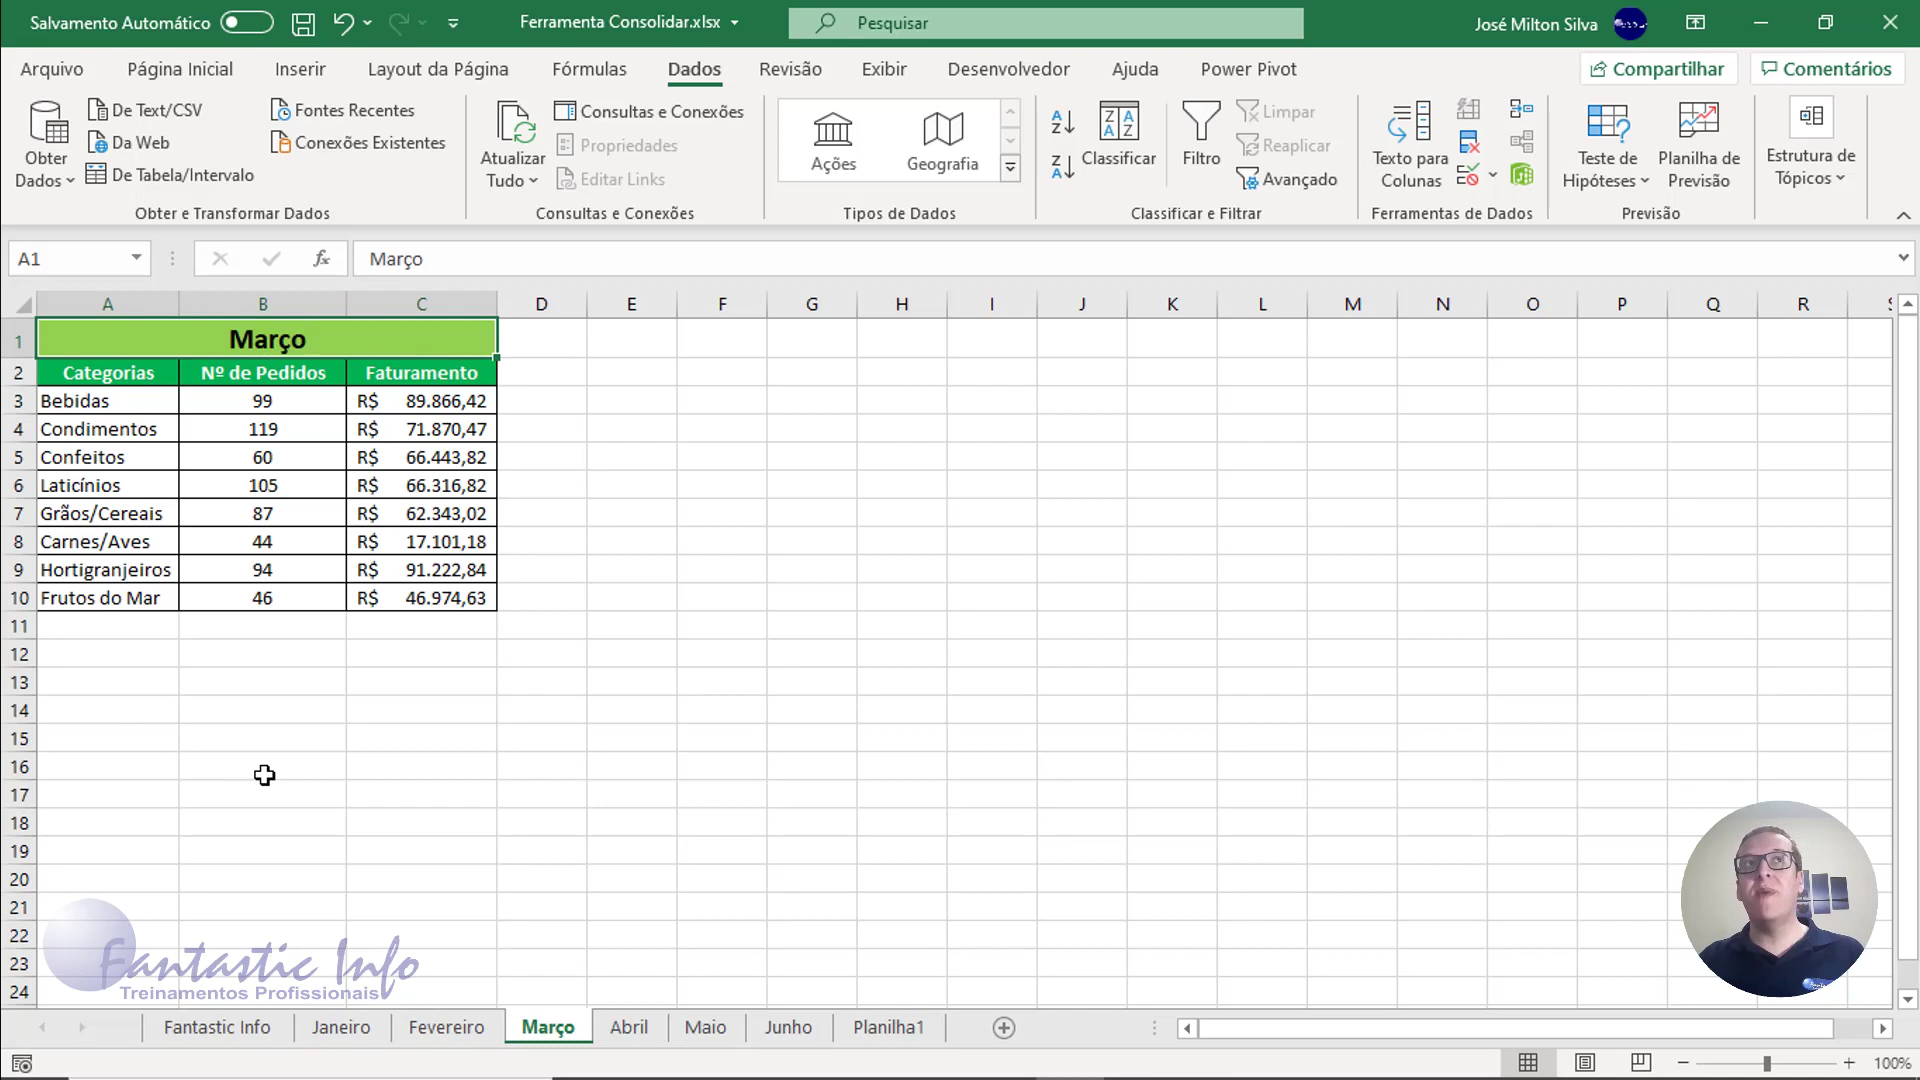 Salvamento Automático
Ferramenta Consolidar.xlsx
Pesquisar
José Milton Silva
Arquivo Página Inicial Inserir Layout da Página Fórmulas Dados Revisão Exibir Desenvolvedor Ajuda Power Pivot Compartilhar Comentários
Obter Dados
De Text/CSV
Da Web
De Tabela/Intervalo
Fontes Recentes
Conexões Existentes
Obter e Transformar Dados
Atualizar Tudo
Consultas e Conexões
Propriedades
Editar Links
Consultas e Conexões
Ações
Geografia
Tipos de Dados
Classificar
Filtro
Limpar
Reaplicar
Avançado
Classificar e Filtrar
Texto para Colunas
Ferramentas de Dados
Teste de Hipóteses
Planilha de Previsão
Previsão
Estrutura de Tópicos
A1
fx
Março
A B C D E F G H I J K L M N O P Q R
1 Março
2 Categorias Nº de Pedidos Faturamento
3 Bebidas 99 R$ 89.866,42
4 Condimentos 119 R$ 71.870,47
5 Confeitos 60 R$ 66.443,82
6 Laticínios 105 R$ 66.316,82
7 Grãos/Cereais 87 R$ 62.343,02
8 Carnes/Aves 44 R$ 17.101,18
9 Hortigranjeiros 94 R$ 91.222,84
10 Frutos do Mar 46 R$ 46.974,63
11
12
13
14
15
16
17
18
19
20
21
22
23
24
Fantastic Info
Treinamentos Profissionais
Fantastic Info Janeiro Fevereiro Março Abril Maio Junho Planilha1
100%